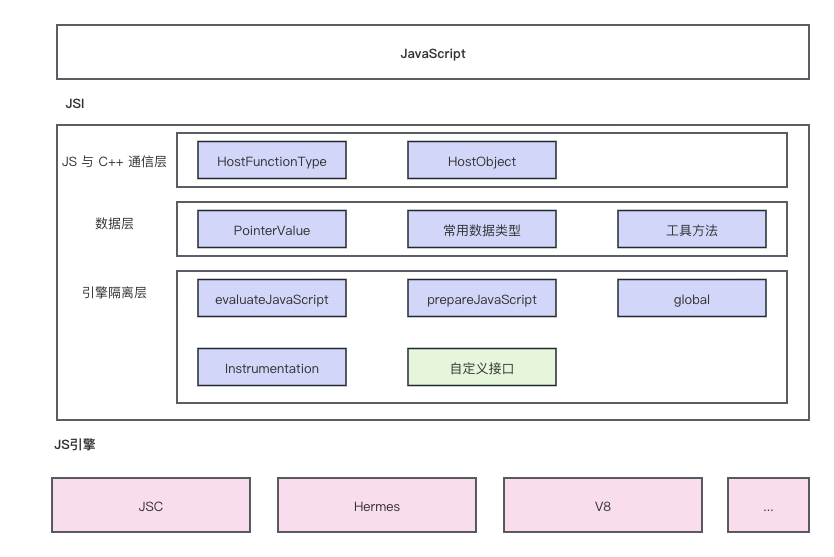 JavaScript
JSI
JS 与 C++ 通信层
HostFunctionType
HostObject
数据层
PointerValue
常用数据类型
工具方法
引擎隔离层
evaluateJavaScript
prepareJavaScript
global
Instrumentation
自定义接口
JS引擎
JSC
Hermes
V8
...